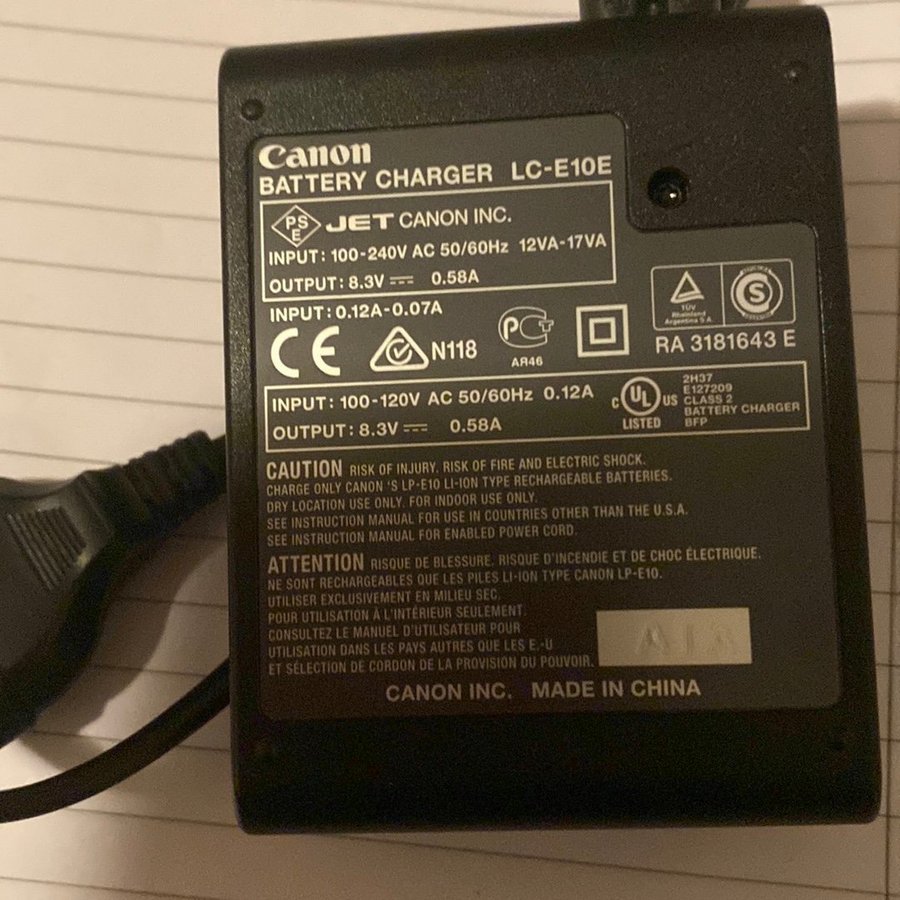 Canon
BATTERY CHARGER LC-E10E
PS
E
JET CANON INC.
INPUT: 100-240V AC 50/60Hz 12VA-17VA
OUTPUT: 8.3V 0.58A
INPUT: 0.12A-0.07A
CE N118
PCT
AR46
TÜV
Rheinland
Argentina S.A.
S
RA 3181643 E
INPUT: 100-120V AC 50/60Hz 0.12A
OUTPUT: 8.3V 0.58A
C UL US
LISTED
2H37
E127209
CLASS 2
BATTERY CHARGER
BFP
CAUTION RISK OF INJURY. RISK OF FIRE AND ELECTRIC SHOCK.
CHARGE ONLY CANON 'S LP-E10 LI-ION TYPE RECHARGEABLE BATTERIES.
DRY LOCATION USE ONLY. FOR INDOOR USE ONLY.
SEE INSTRUCTION MANUAL FOR USE IN COUNTRIES OTHER THAN THE U.S.A.
SEE INSTRUCTION MANUAL FOR ENABLED POWER CORD.
ATTENTION RISQUE DE BLESSURE. RISQUE D'INCENDIE ET DE CHOC ÉLECTRIQUE.
NE SONT RECHARGEABLES QUE LES PILES LI-ION TYPE CANON LP-E10.
UTILISER EXCLUSIVEMENT EN MILIEU SEC.
POUR UTILISATION À L'INTÉRIEUR SEULEMENT.
CONSULTEZ LE MANUEL D'UTILISATEUR POUR
UTILISATION DANS LES PAYS AUTRES QUE LES E.-U
ET SÉLECTION DE CORDON DE LA PROVISION DU POUVOIR.
CANON INC. MADE IN CHINA